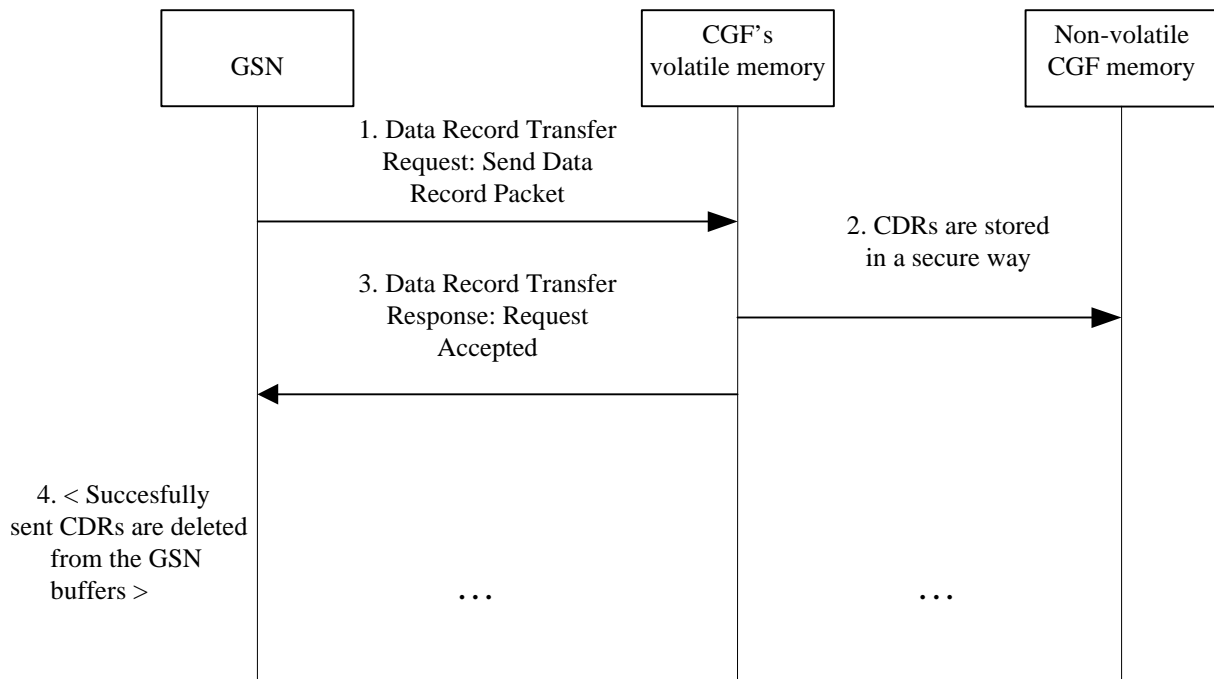 GSN
CGF’s
volatile memory
Non-volatile
CGF memory
1. Data Record Transfer
Request: Send Data
Record Packet
2. CDRs are stored
in a secure way
3. Data Record Transfer
Response: Request
Accepted
4. < Succesfully
sent CDRs are deleted
from the GSN
buffers >
…
…